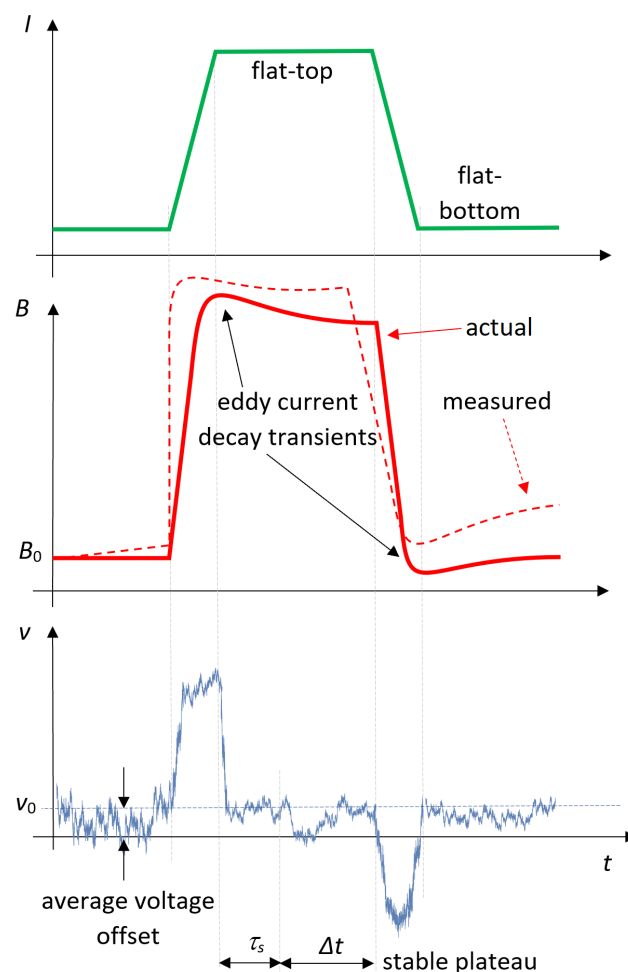 I
flat-top
flat-
bottom
B
actual
eddy current
decay transients
measured
B₀
v
v₀
t
average voltage
offset
τₛ
Δt
stable plateau